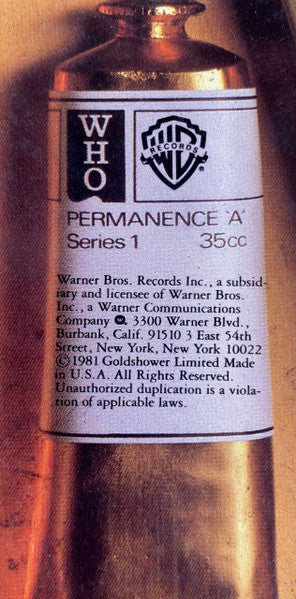 WHO
WB
RECORDS ®
PERMANENCE 'A'
Series 1 35cc
Warner Bros. Records Inc., a subsid-
iary and licensee of Warner Bros.
Inc., a Warner Communications
Company W 3300 Warner Blvd.,
Burbank, Calif. 91510 3 East 54th
Street, New York, New York 10022
©1981 Goldshower Limited Made
in U.S.A. All Rights Reserved.
Unauthorized duplication is a viola-
tion of applicable laws.